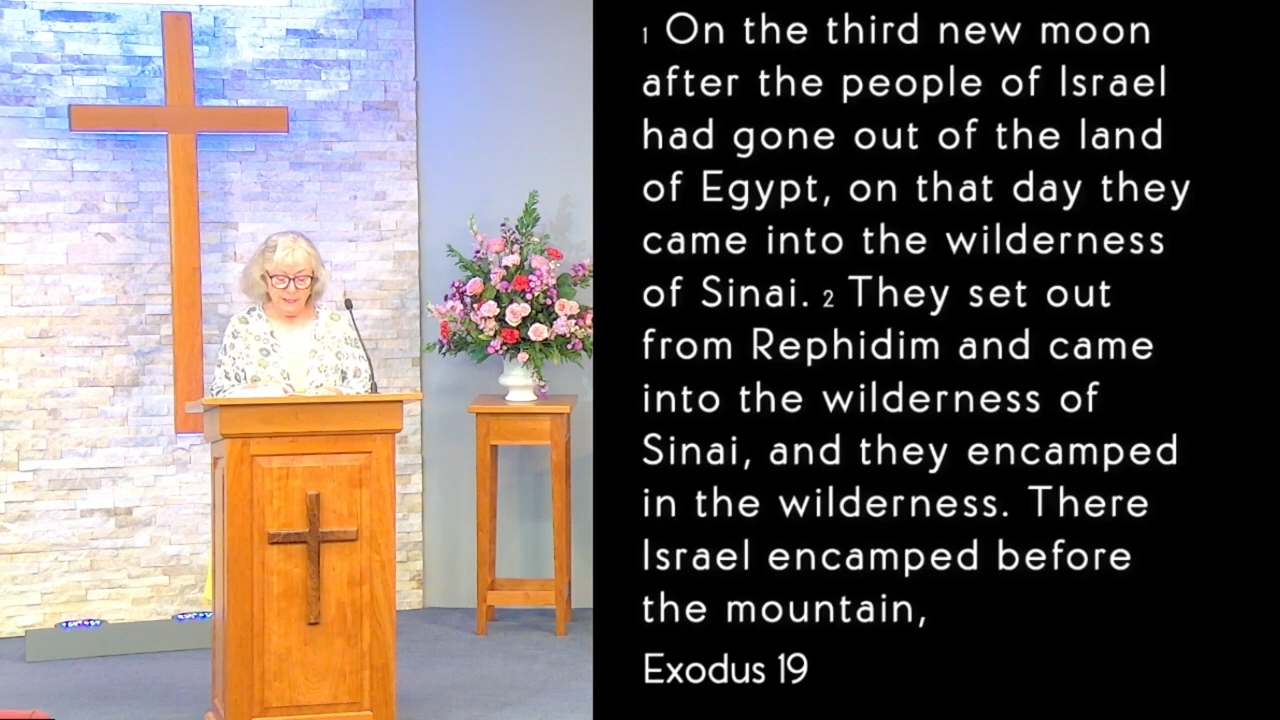 1 On the third new moon
after the people of Israel
had gone out of the land
of Egypt, on that day they
came into the wilderness
of Sinai. 2 They set out
from Rephidim and came
into the wilderness of
Sinai, and they encamped
in the wilderness. There
Israel encamped before
the mountain,
Exodus 19